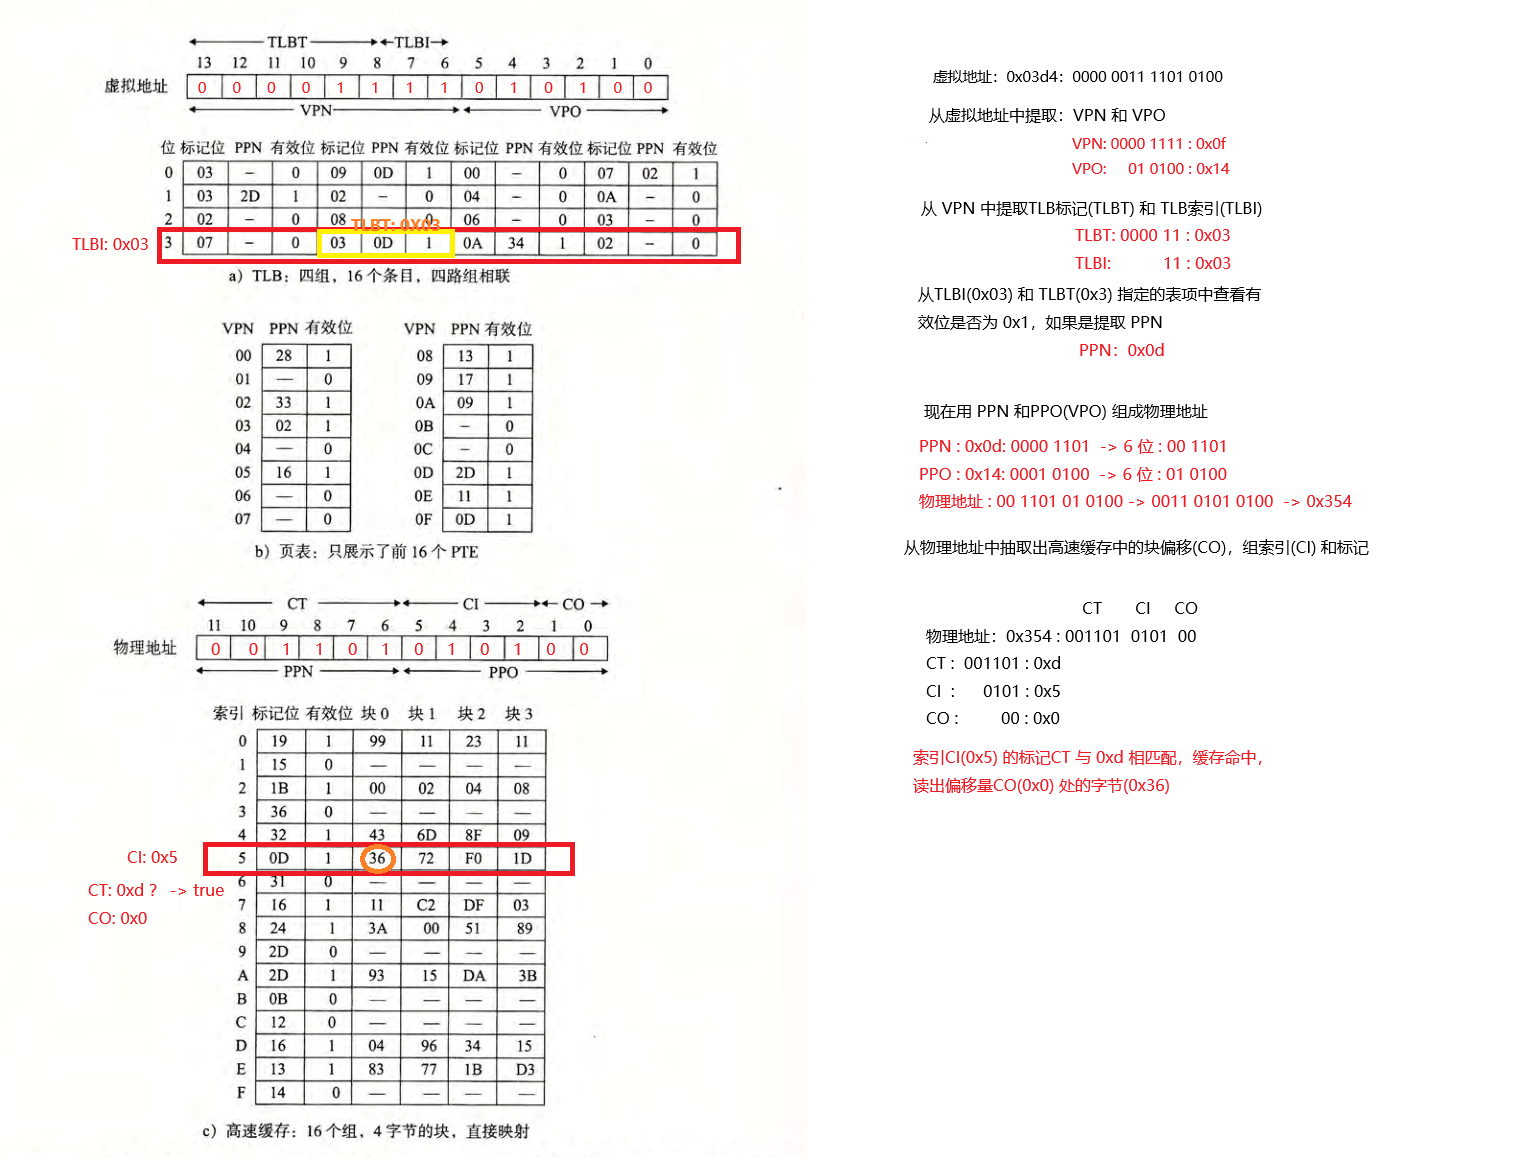 TLBT TLBI
13 12 11 10 9 8 7 6 5 4 3 2 1 0
虚拟地址 0 0 0 0 1 1 1 1 0 1 0 1 0 0
VPN VPO
位 标记位 PPN 有效位 标记位 PPN 有效位 标记位 PPN 有效位 标记位 PPN 有效位
0 03 – 0 09 0D 1 00 – 0 07 02 1
1 03 2D 1 02 – 0 04 – 0 0A – 0
2 02 – 0 08 0 06 – 0 03 – 0
TLBT: 0X03
TLBI: 0x03 3 07 – 0 03 0D 1 0A 34 1 02 – 0
a）TLB：四组，16 个条目，四路组相联
VPN PPN 有效位 VPN PPN 有效位
00 28 1 08 13 1
01 — 0 09 17 1
02 33 1 0A 09 1
03 02 1 0B – 0
04 — 0 0C – 0
05 16 1 0D 2D 1
06 — 0 0E 11 1
07 — 0 0F 0D 1
b）页表：只展示了前 16 个 PTE
CT CI CO
11 10 9 8 7 6 5 4 3 2 1 0
物理地址 0 0 1 1 0 1 0 1 0 1 0 0
PPN PPO
索引 标记位 有效位 块 0 块 1 块 2 块 3
0 19 1 99 11 23 11
1 15 0 — — — —
2 1B 1 00 02 04 08
3 36 0 — — — —
4 32 1 43 6D 8F 09
CI: 0x5 5 0D 1 36 72 F0 1D
6 31 0 — — — —
CT: 0xd ? -> true
7 16 1 11 C2 DF 03
CO: 0x0
8 24 1 3A 00 51 89
9 2D 0 — — — —
A 2D 1 93 15 DA 3B
B 0B 0 — — — —
C 12 0 — — — —
D 16 1 04 96 34 15
E 13 1 83 77 1B D3
F 14 0 — — — —
c）高速缓存：16 个组，4 字节的块，直接映射
虚拟地址：0x03d4：0000 0011 1101 0100
从虚拟地址中提取：VPN 和 VPO
VPN: 0000 1111 : 0x0f
VPO: 01 0100 : 0x14
从 VPN 中提取TLB标记(TLBT) 和 TLB索引(TLBI)
TLBT: 0000 11 : 0x03
TLBI: 11 : 0x03
从TLBI(0x03) 和 TLBT(0x3) 指定的表项中查看有
效位是否为 0x1，如果是提取 PPN
PPN：0x0d
现在用 PPN 和PPO(VPO) 组成物理地址
PPN : 0x0d: 0000 1101 -> 6 位 : 00 1101
PPO : 0x14: 0001 0100 -> 6 位 : 01 0100
物理地址 : 00 1101 01 0100 -> 0011 0101 0100 -> 0x354
从物理地址中抽取出高速缓存中的块偏移(CO)，组索引(CI) 和标记
CT CI CO
物理地址：0x354 : 001101 0101 00
CT : 001101 : 0xd
CI : 0101 : 0x5
CO : 00 : 0x0
索引CI(0x5) 的标记CT 与 0xd 相匹配，缓存命中，
读出偏移量CO(0x0) 处的字节(0x36)